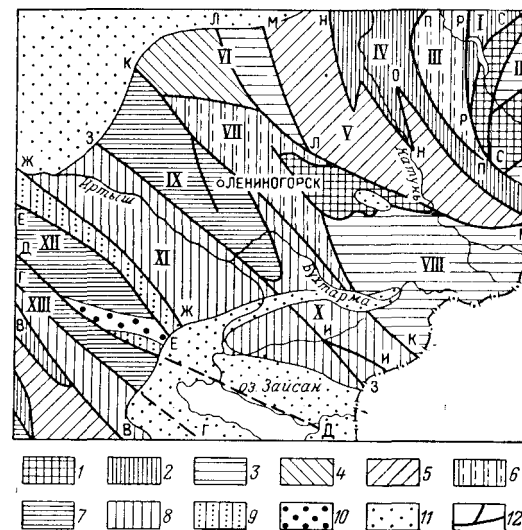 Л М Н П Р I С
К VI IV III II
О
VII V Р
З Л Н П С
Ж IX ЛЕНИНОГОРСК Катунь
Иртыш
Е XII XI VIII М
Д Бухтарма
Г XIII Ж X И К
В Е И З
оз. Зайсан
В Г Д
1 2 3 4 5 6
7 8 9 10 11 12